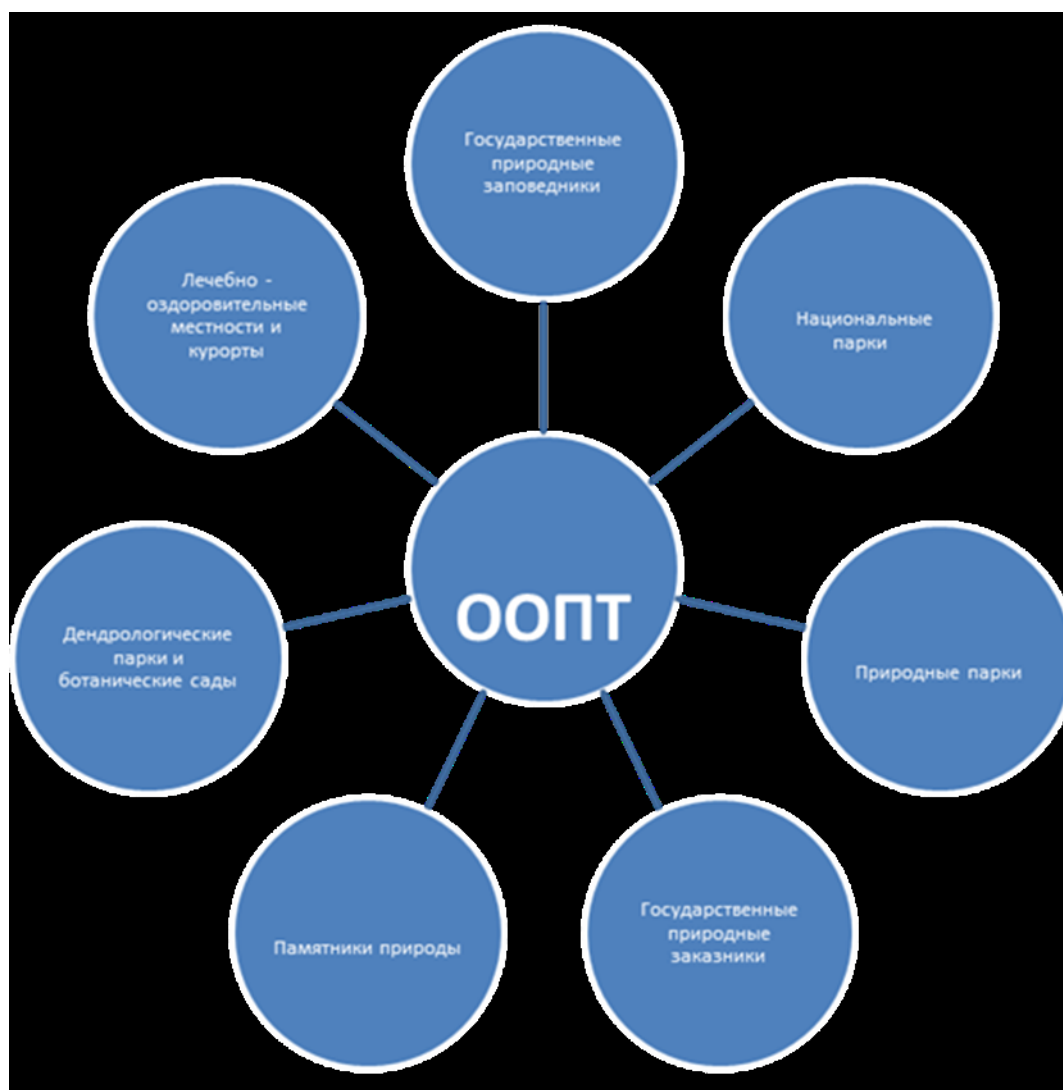 Государственные
природные
заповедники
Национальные
парки
Природные парки
Государственные
природные
заказники
Памятники природы
Дендрологические
парки и
ботанические сады
Лечебно -
оздоровительные
местности и
курорты
ООПТ